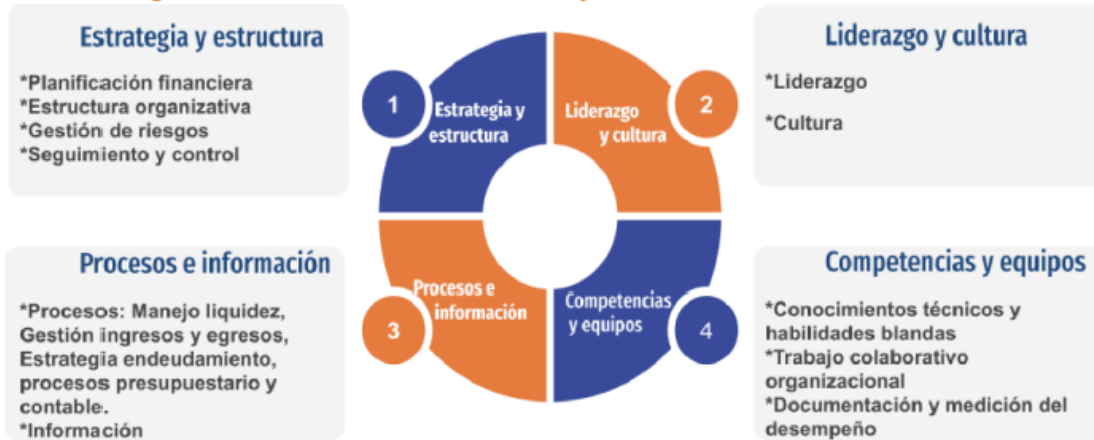 Estrategia y estructura
*Planificación financiera
*Estructura organizativa
*Gestión de riesgos
*Seguimiento y control
1
Estrategia y
estructura
Liderazgo
y cultura
2
Liderazgo y cultura
*Liderazgo
*Cultura
Procesos e información
*Procesos: Manejo liquidez,
Gestión ingresos y egresos,
Estrategia endeudamiento,
procesos presupuestario y
contable.
*Información
3
Procesos e
información
Competencias
y equipos
4
Competencias y equipos
*Conocimientos técnicos y
habilidades blandas
*Trabajo colaborativo
organizacional
*Documentación y medición del
desempeño